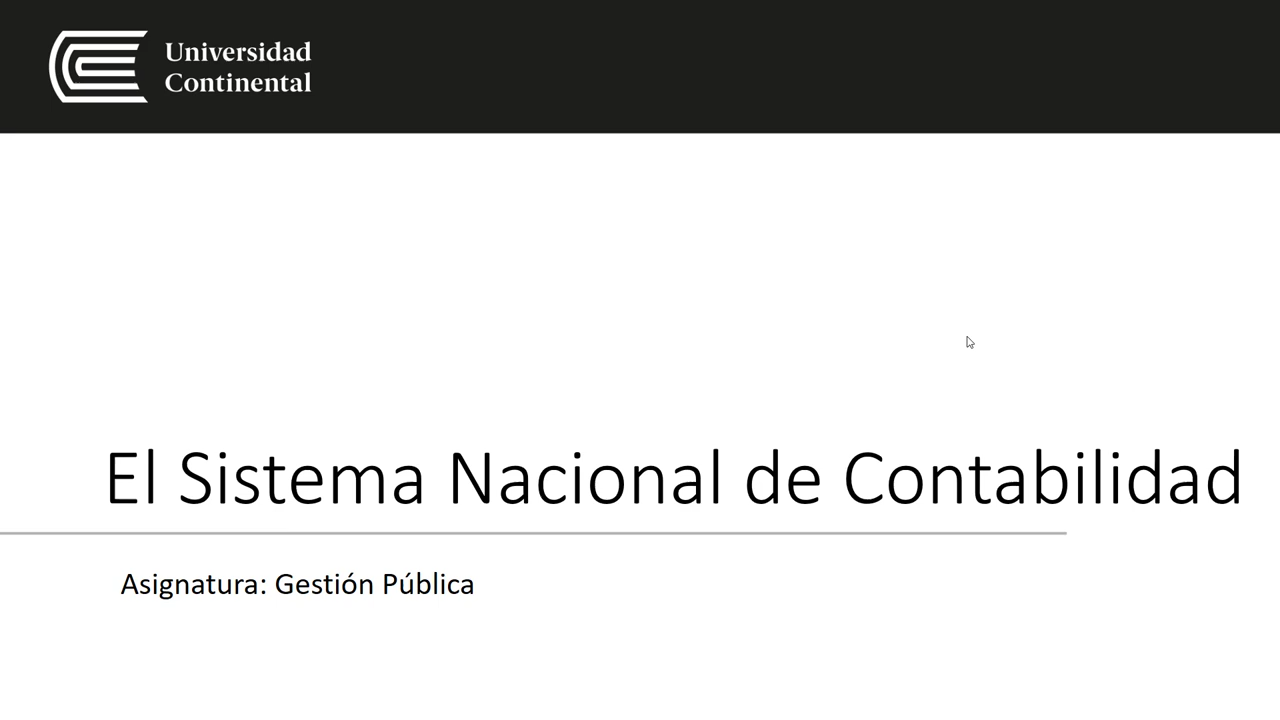 Universidad
Continental
El Sistema Nacional de Contabilidad
Asignatura: Gestión Pública